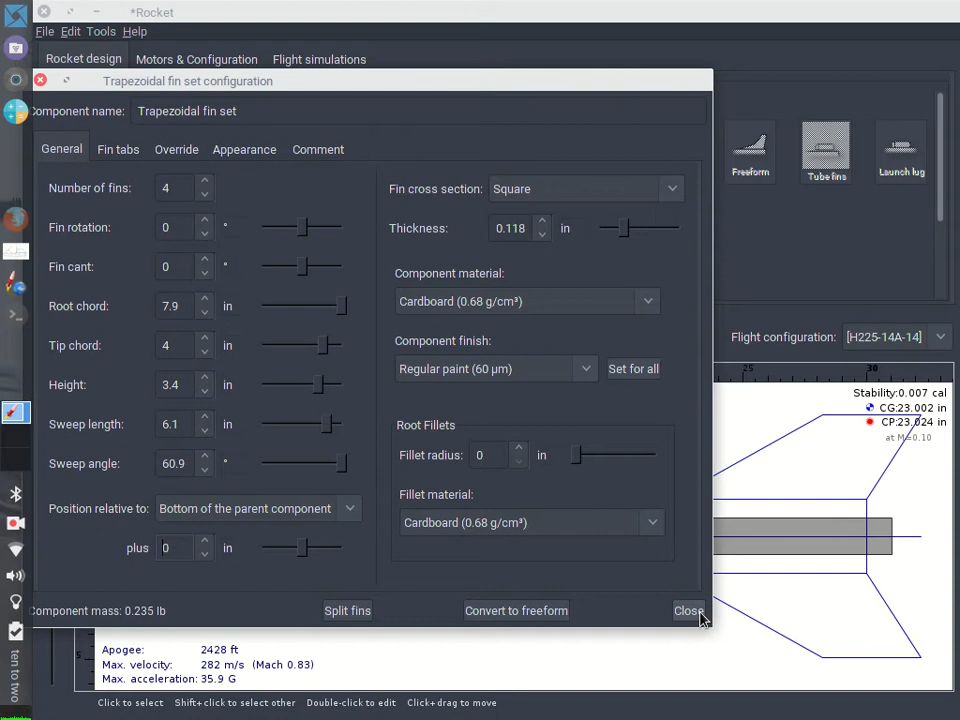 *Rocket
File Edit Tools Help
Rocket design Motors & Configuration Flight simulations
Trapezoidal fin set configuration
Component name: Trapezoidal fin set
General Fin tabs Override Appearance Comment
Number of fins: 4
Fin rotation: 0 °
Fin cant: 0 °
Root chord: 7.9 in
Tip chord: 4 in
Height: 3.4 in
Sweep length: 6.1 in
Sweep angle: 60.9 °
Position relative to: Bottom of the parent component
plus 0 in
Fin cross section: Square
Thickness: 0.118 in
Component material:
Cardboard (0.68 g/cm³)
Component finish:
Regular paint (60 µm) Set for all
Root Fillets
Fillet radius: 0 in
Fillet material:
Cardboard (0.68 g/cm³)
Component mass: 0.235 lb
Split fins Convert to freeform Close
Freeform Tube fins Launch lug
Flight configuration: [H225-14A-14]
25 30
Stability:0.007 cal
CG:23.002 in
CP:23.024 in
at M=0.10
5
Apogee: 2428 ft
Max. velocity: 282 m/s (Mach 0.83)
Max. acceleration: 35.9 G
Click to select Shift+click to select other Double-click to edit Click+drag to move
ten to two